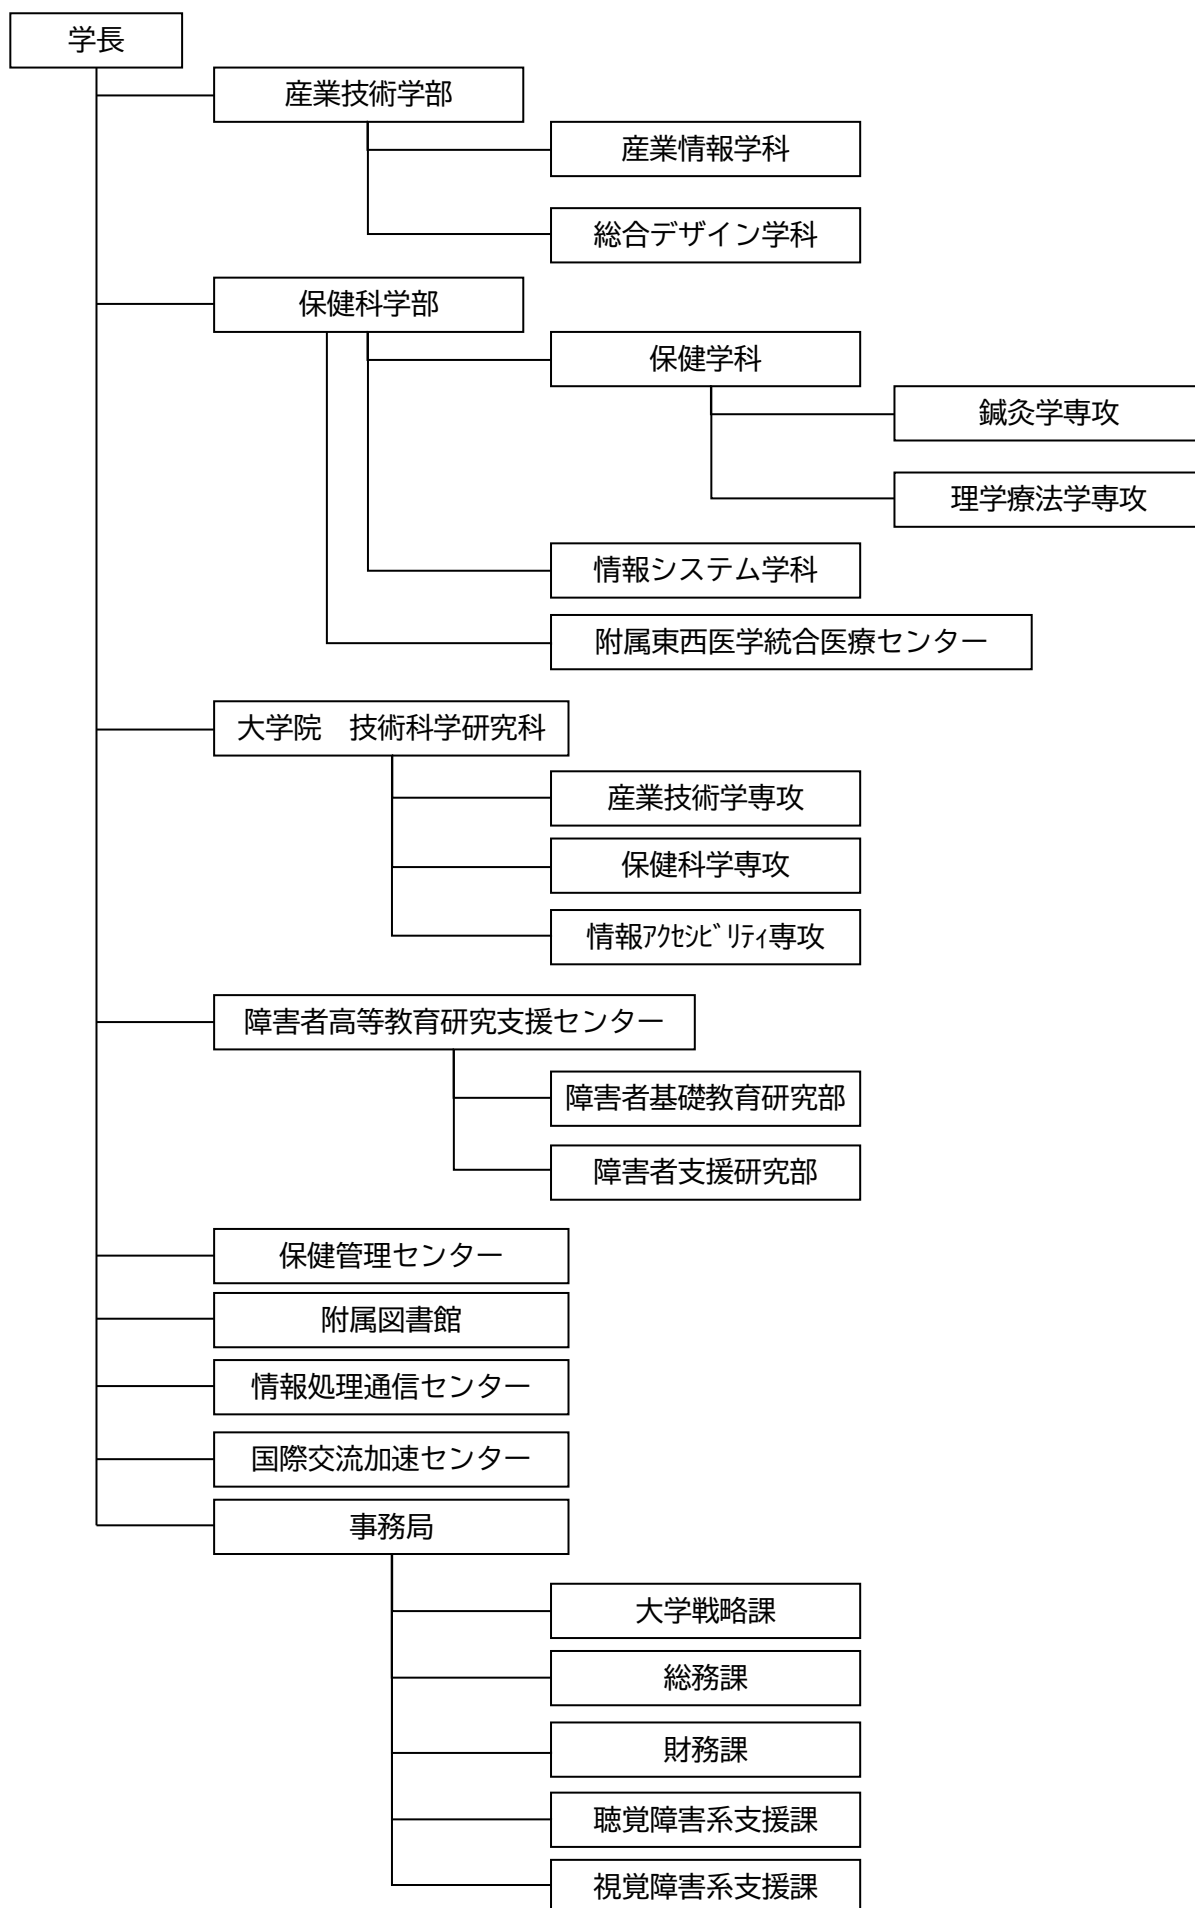 学長
産業技術学部
産業情報学科
総合デザイン学科
保健科学部
保健学科
鍼灸学専攻
理学療法学専攻
情報システム学科
附属東西医学統合医療センター
大学院　技術科学研究科
産業技術学専攻
保健科学専攻
情報ｱｸｾｼﾋﾞﾘﾃｨ専攻
障害者高等教育研究支援センター
障害者基礎教育研究部
障害者支援研究部
保健管理センター
附属図書館
情報処理通信センター
国際交流加速センター
事務局
大学戦略課
総務課
財務課
聴覚障害系支援課
視覚障害系支援課